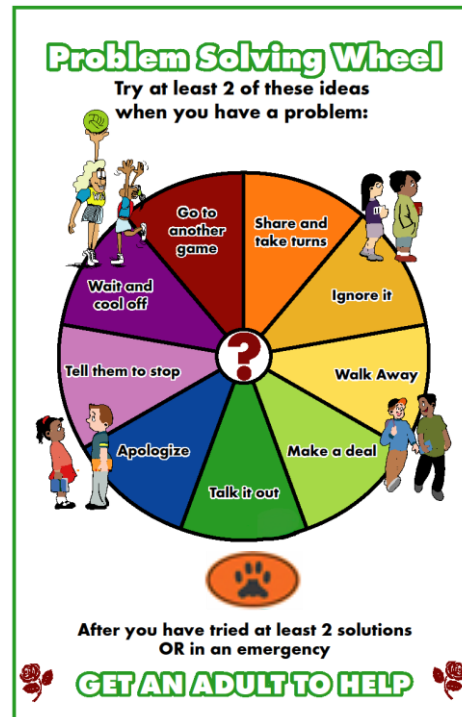 Problem Solving Wheel
Try at least 2 of these ideas
when you have a problem:
Go to
another
game
Share and
take turns
Wait and
cool off
Ignore it
Tell them to stop
?
Walk Away
Apologize
Make a deal
Talk it out
After you have tried at least 2 solutions
OR in an emergency
GET AN ADULT TO HELP